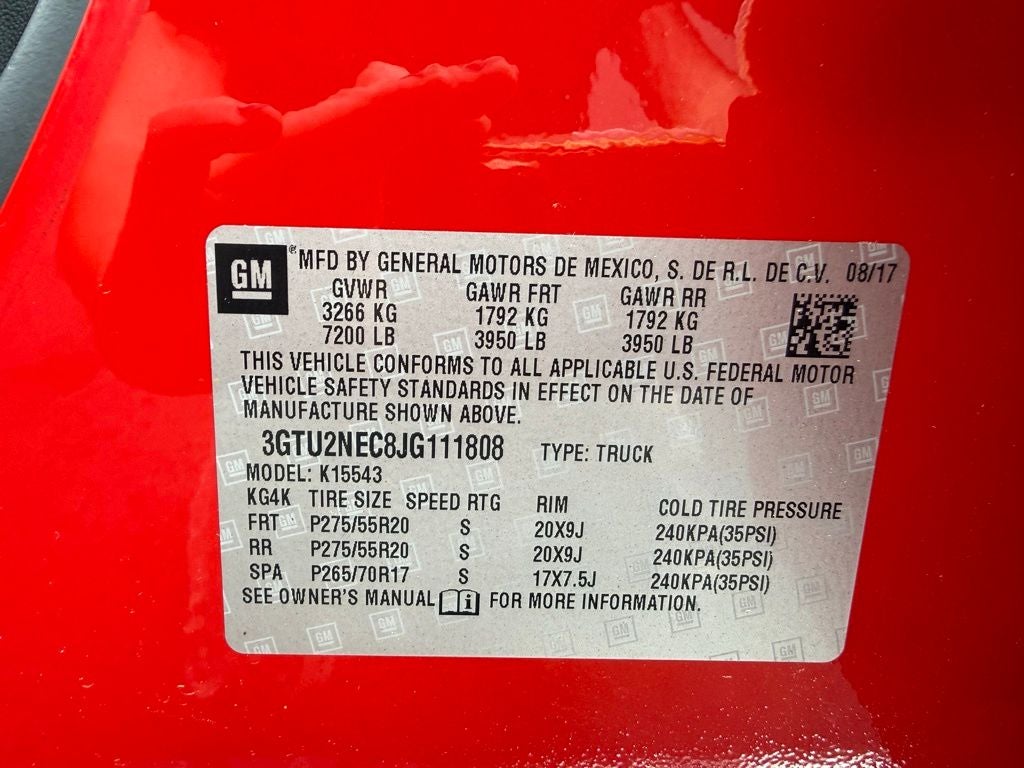 GM ® MFD BY GENERAL MOTORS DE MEXICO, S. DE R.L. DE C.V. 08/17
GVWR GAWR FRT GAWR RR
3266 KG 1792 KG 1792 KG
7200 LB 3950 LB 3950 LB
THIS VEHICLE CONFORMS TO ALL APPLICABLE U.S. FEDERAL MOTOR
VEHICLE SAFETY STANDARDS IN EFFECT ON THE DATE OF
MANUFACTURE SHOWN ABOVE.
3GTU2NEC8JG111808 TYPE: TRUCK
MODEL: K15543
KG4K TIRE SIZE SPEED RTG RIM COLD TIRE PRESSURE
FRT P275/55R20 S 20X9J 240KPA(35PSI)
RR P275/55R20 S 20X9J 240KPA(35PSI)
SPA P265/70R17 S 17X7.5J 240KPA(35PSI)
SEE OWNER'S MANUAL i FOR MORE INFORMATION.